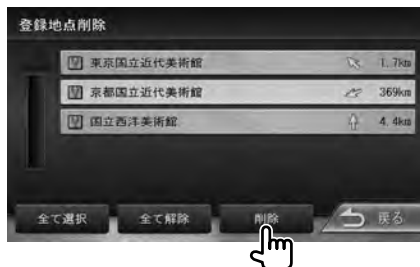 登録地点削除
東京国立近代美術館 1.7km
京都国立近代美術館 369km
国立西洋美術館 4.4km
全て選択 全て解除 削除 戻る